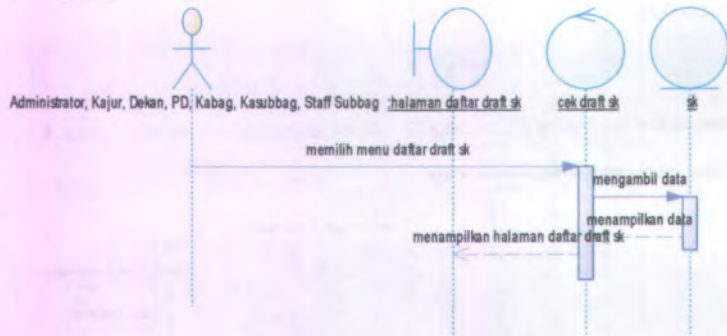 Administrator, Kajur, Dekan, PD, Kabag, Kasubbag, Staff Subbag :halaman daftar draft sk cek draft sk sk
memilih menu daftar draft sk
mengambil data
menampilkan data
menampilkan halaman daftar draft sk